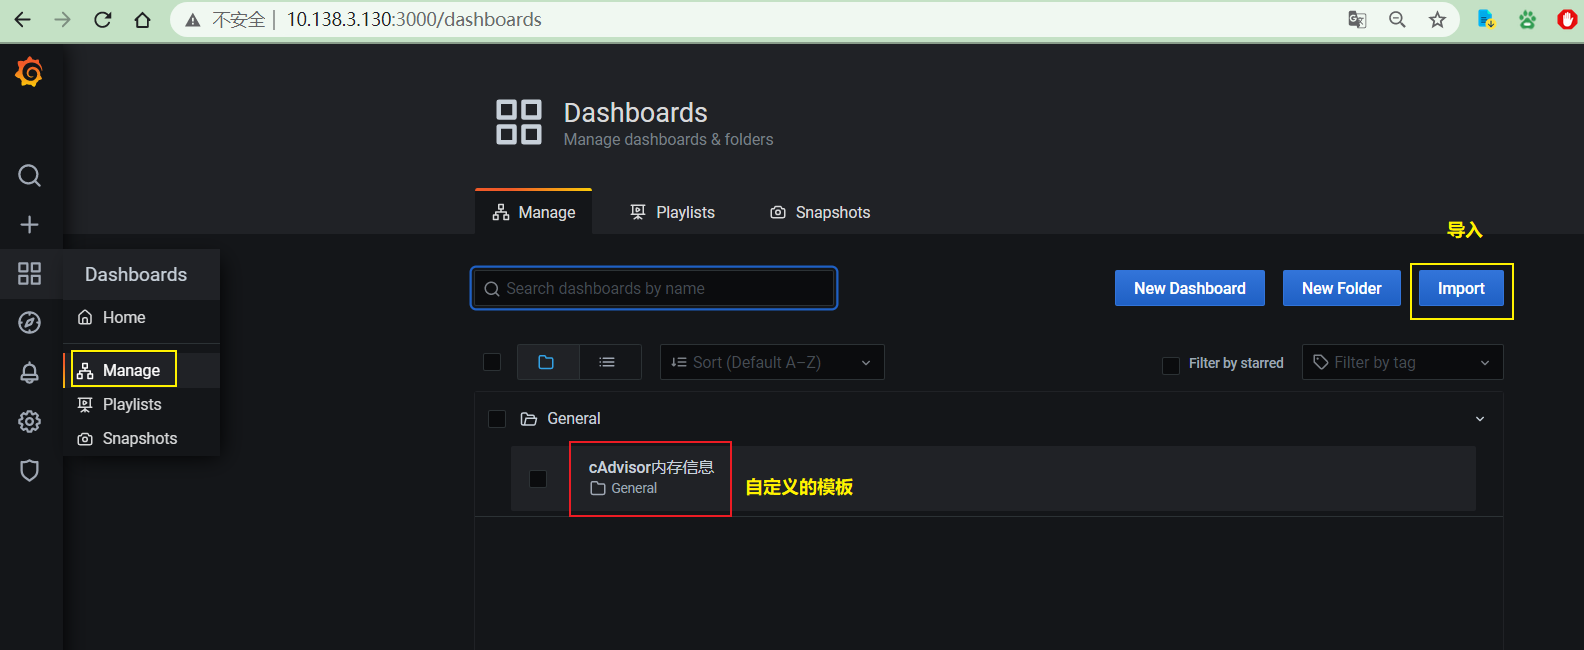 不安全 | 10.138.3.130:3000/dashboards
Dashboards
Manage dashboards & folders
Manage
Playlists
Snapshots
导入
Dashboards
Home
Manage
Playlists
Snapshots
Search dashboards by name
New Dashboard
New Folder
Import
Sort (Default A–Z)
Filter by starred
Filter by tag
General
cAdvisor内存信息
General
自定义的模板